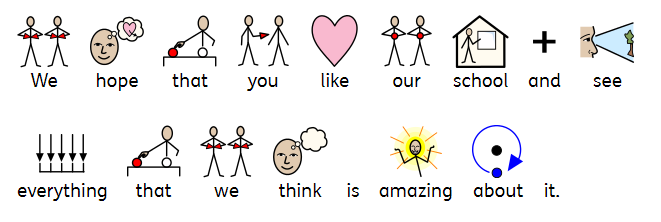 We hope that you like our school and see
everything that we think is amazing about it.